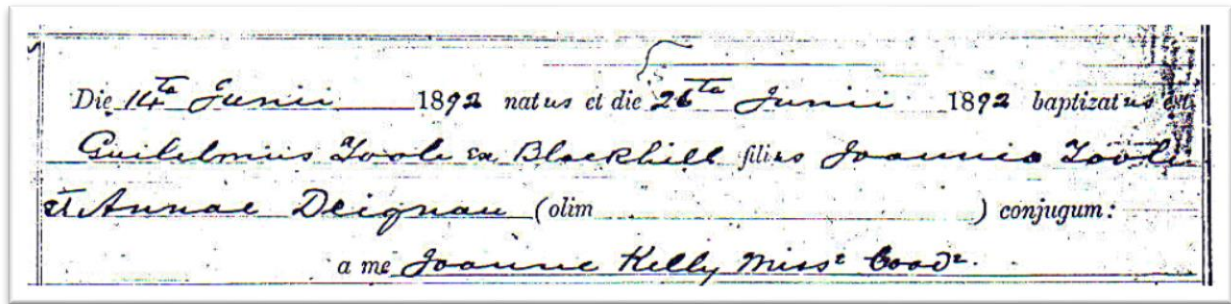 Die 14ta Junii 1892 natus et die 26ta Junii 1892 baptizatus est
Guilelmus Toole ex Blackhill filius Joannis Toole
et Annae Deignan (olim ) conjugum:
a me Joanne Kelly Missr Coadr.